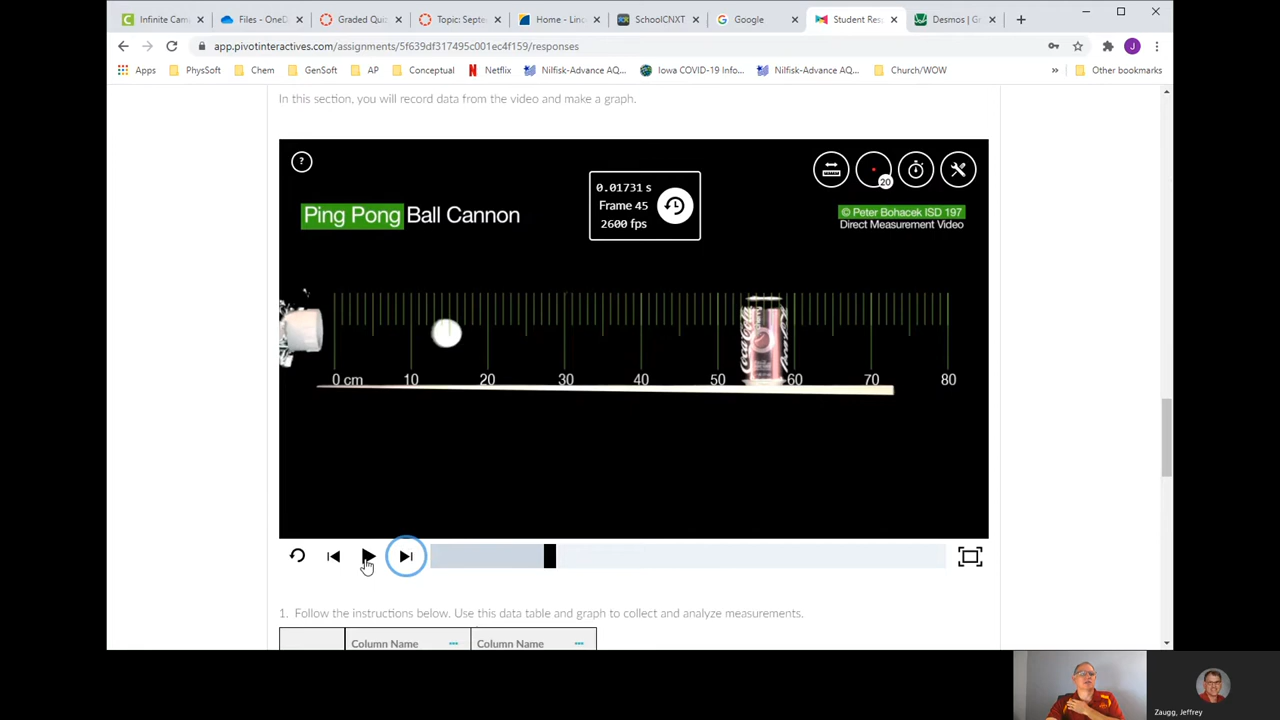 Infinite Cam
Files - OneD
Graded Quiz
Topic: Septe
Home - Linc
SchoolCNXT
Google
Student Res
Desmos | Gr
app.pivotinteractives.com/assignments/5f639df317495c001ec4f159/responses
J
Apps
PhysSoft
Chem
GenSoft
AP
Conceptual
Netflix
Nilfisk-Advance AQ...
Iowa COVID-19 Info...
Nilfisk-Advance AQ...
Church/WOW
»
Other bookmarks
In this section, you will record data from the video and make a graph.
?
0.01731 s
Frame 45
2600 fps
20
Ping Pong Ball Cannon
© Peter Bohacek ISD 197
Direct Measurement Video
Coca-Cola
0 cm 10 20 30 40 50 60 70 80
1. Follow the instructions below. Use this data table and graph to collect and analyze measurements.
Column Name ••• Column Name •••
Zaugg, Jeffrey